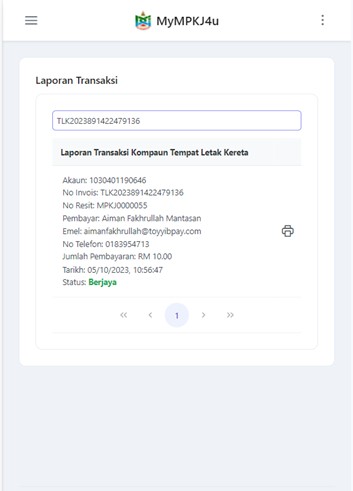 MyMPKJ4u
Laporan Transaksi
TLK2023891422479136
Laporan Transaksi Kompaun Tempat Letak Kereta
Akaun: 1030401190646
No Invois: TLK2023891422479136
No Resit: MPKJ0000055
Pembayar: Aiman Fakhrullah Mantasan
Emel: aimanfakhrullah@toyyibpay.com
No Telefon: 0183954713
Jumlah Pembayaran: RM 10.00
Tarikh: 05/10/2023, 10:56:47
Status: Berjaya
« ‹ 1 › »